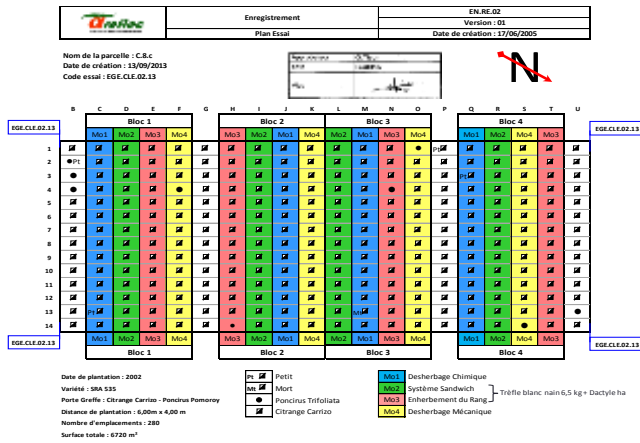 Areflec
Enregistrement
EN.RE.02
Version : 01
Plan Essai
Date de création : 17/06/2005
Nom de la parcelle : C.8.c
Date de création : 13/09/2013
Code essai : EGE.CLE.02.13
N
B C D E F G H I J K L M N O P Q R S T U
EGE.CLE.02.13
Bloc 1
Bloc 2
Bloc 3
Bloc 4
EGE.CLE.02.13
Mo1 Mo2 Mo3 Mo4
Mo3 Mo2 Mo1 Mo4
Mo2 Mo1 Mo3 Mo4
Mo1 Mo2 Mo4 Mo3
1 Pt
2 Pt
3 Pt
4
5
6
7
8
9
10
11
12
13 Pt Mt
14
EGE.CLE.02.13
Mo1 Mo2 Mo3 Mo4
Mo3 Mo2 Mo1 Mo4
Mo2 Mo1 Mo3 Mo4
Mo1 Mo2 Mo4 Mo3
EGE.CLE.02.13
Bloc 1
Bloc 2
Bloc 3
Bloc 4
Date de plantation : 2002
Variété : SRA 535
Porte Greffe : Citrange Carrizo - Poncirus Pomeroy
Distance de plantation : 6,00m x 4,00 m
Nombre d'emplacements : 280
Surface totale : 6720 m²
Pt Petit
Mt Mort
Poncirus Trifoliata
Citrange Carrizo
Mo1 Desherbage Chimique
Mo2 Système Sandwich
Mo3 Enherbement du Rang
Mo4 Desherbage Mécanique
Trèfle blanc nain 6,5 kg + Dactyle ha